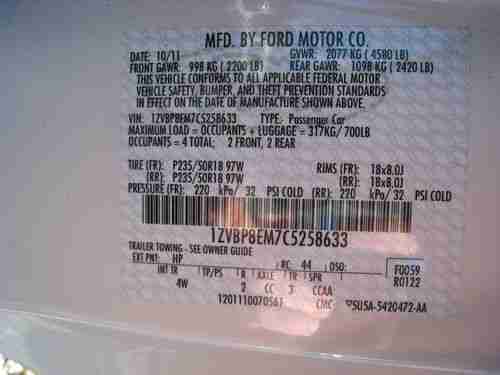 MFD. BY FORD MOTOR CO.
DATE: 10/11 GVWR: 2077 KG (4580 LB)
FRONT GAWR: 998 KG (2200 LB) REAR GAWR: 1098 KG (2420 LB)
THIS VEHICLE CONFORMS TO ALL APPLICABLE FEDERAL MOTOR
VEHICLE SAFETY, BUMPER, AND THEFT PREVENTION STANDARDS
IN EFFECT ON THE DATE OF MANUFACTURE SHOWN ABOVE.
VIN: 1ZVBP8EM7C5258633 TYPE: Passenger Car
MAXIMUM LOAD = OCCUPANTS + LUGGAGE = 317KG/700LB
OCCUPANTS = 4 TOTAL; 2 FRONT, 2 REAR
TIRE (FR): P235/50R18 97W RIMS (FR): 18x8.0J
(RR): P235/50R18 97W (RR): 18x8.0J
PRESSURE (FR): 220 kPa/ 32 PSI COLD (RR): 220 kPa/ 32 PSI COLD
1ZVBP8EM7C5258633
TRAILER TOWING - SEE OWNER GUIDE
EXT PNT: HP RC: 44 DSO: F0059
INT TR TP/PS R AXLE TR SPR R0122
4W 2 CC 3 CCAA
CMC: 5U5A-5420472-AA